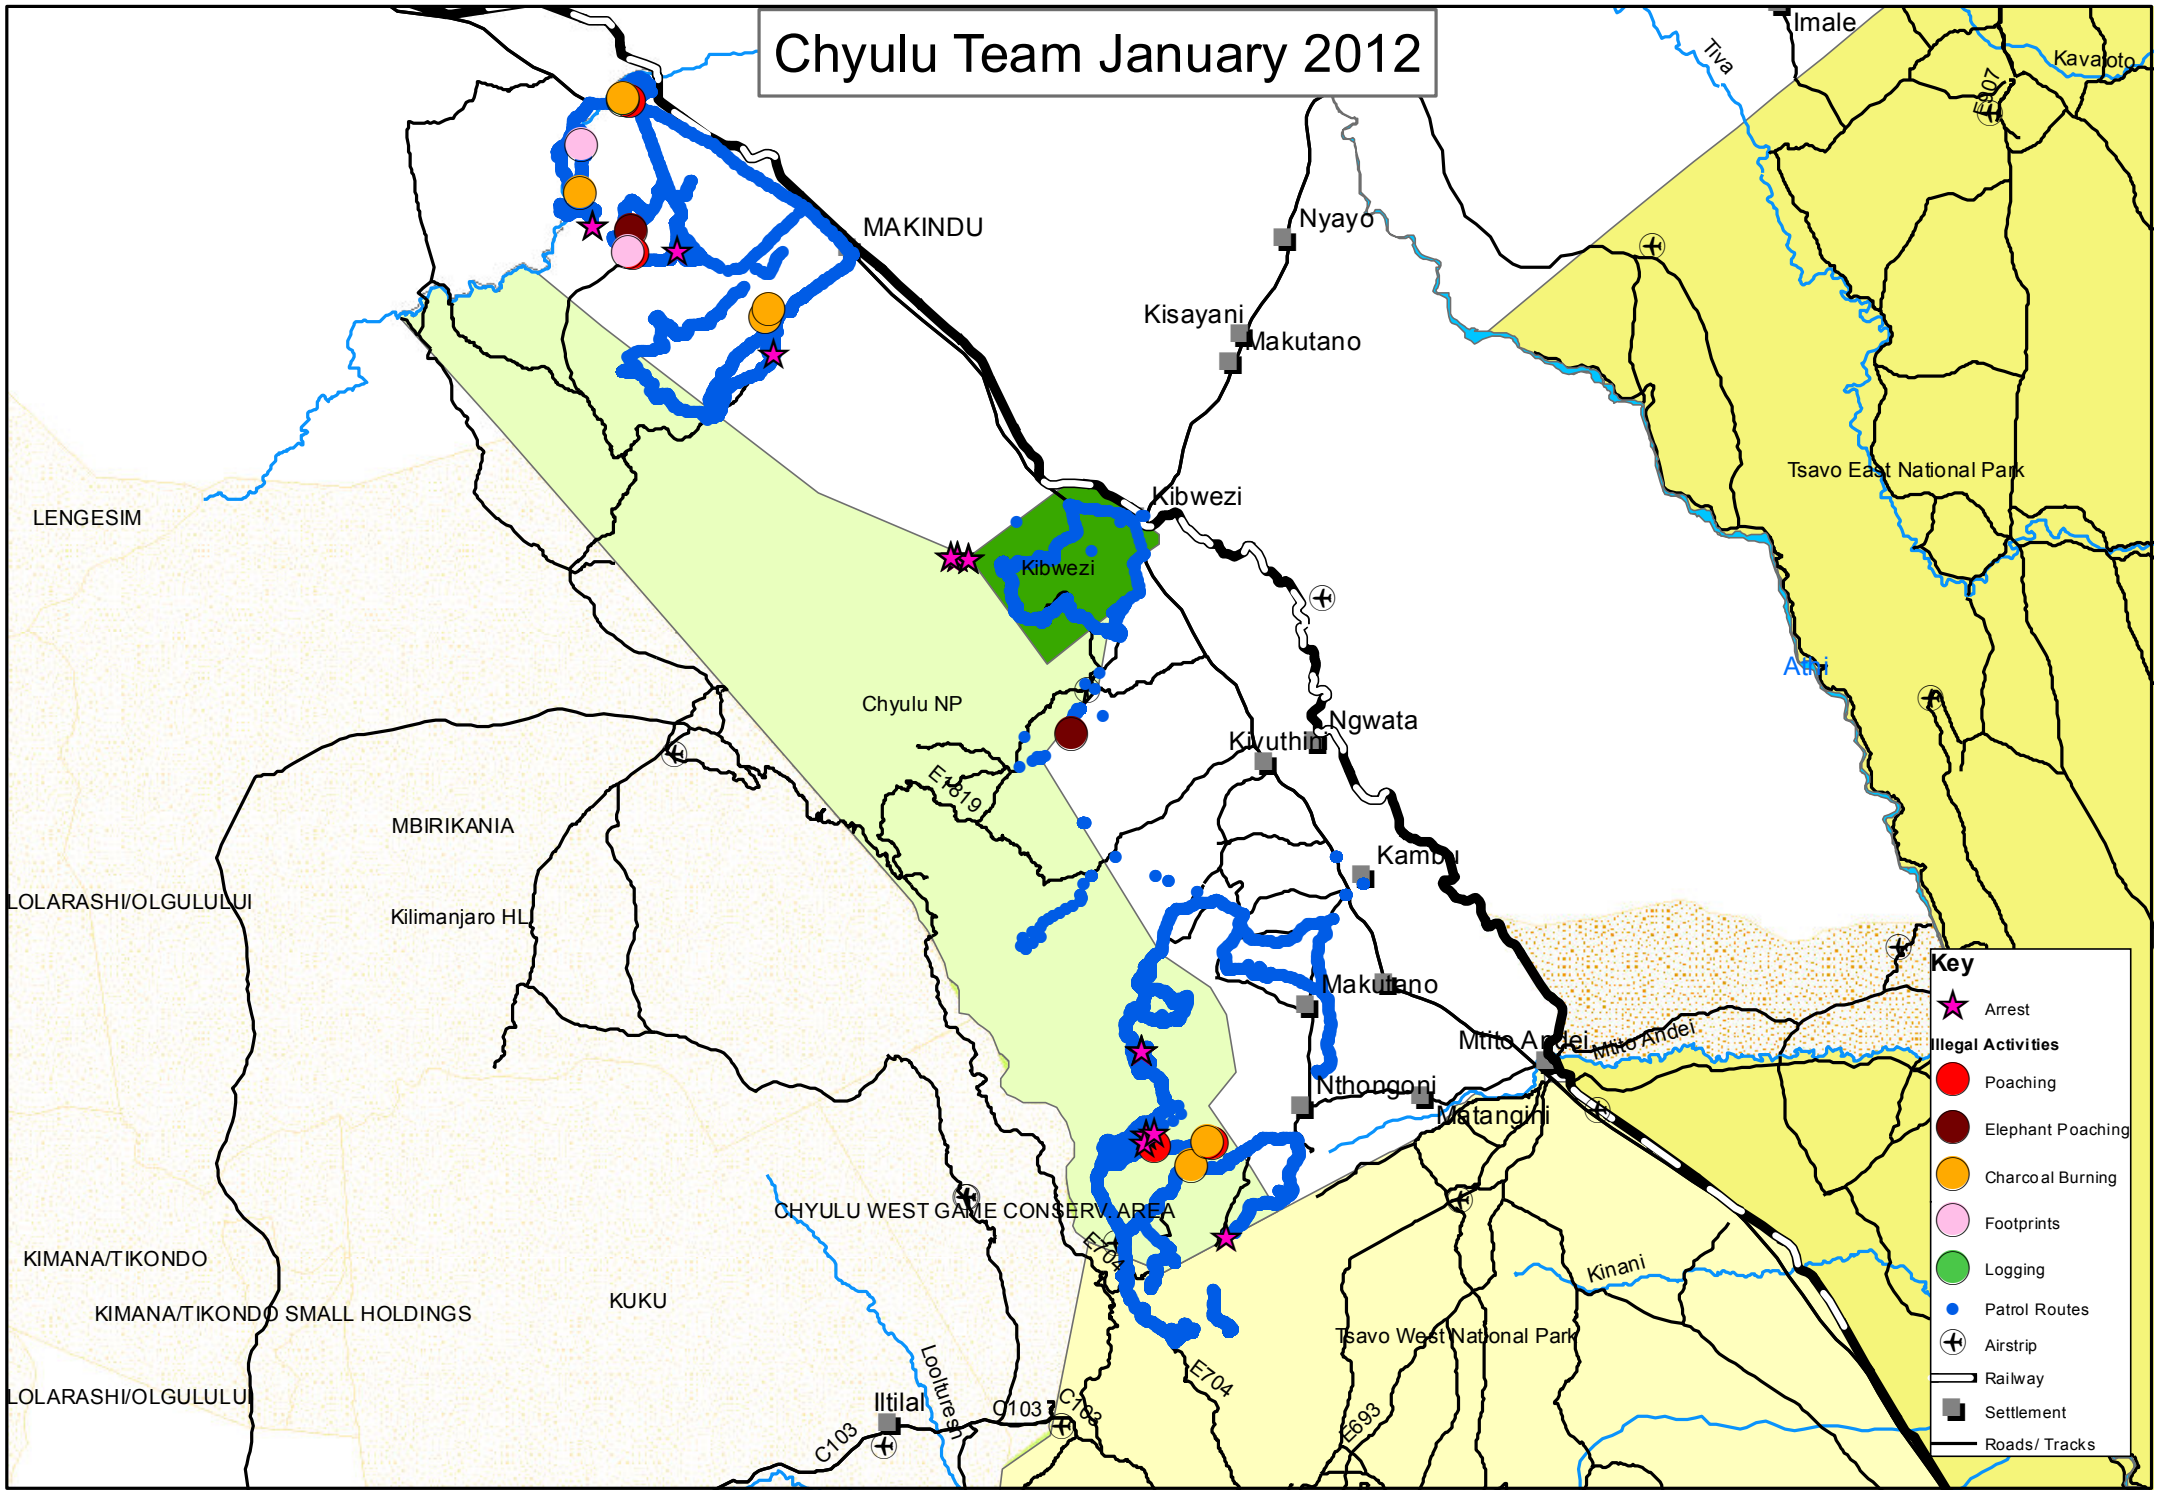 Chyulu Team January 2012
Imale
Tiva
Kavatoto
E907
MAKINDU
Nyayo
Kisayani
Makutano
Tsavo East National Park
LENGESIM
Kibwezi
Kibwezi
Athi
Chyulu NP
Ngwata
Kivuthini
E1819
MBIRIKANIA
Kambu
LOLARASHI/OLGULULUI
Kilimanjaro HL
Makutano
Mtito Andei
Mtito Andei
Nthongoni
Matangini
CHYULU WEST GAME CONSERV. AREA
E704
KIMANA/TIKONDO
Kinani
KUKU
KIMANA/TIKONDO SMALL HOLDINGS
Tsavo West National Park
Loolturesh
E704
LOLARASHI/OLGULULUI
Iltilal
C103
C103
C103
E693
Key
Arrest
Illegal Activities
Poaching
Elephant Poaching
Charcoal Burning
Footprints
Logging
Patrol Routes
Airstrip
Railway
Settlement
Roads/ Tracks